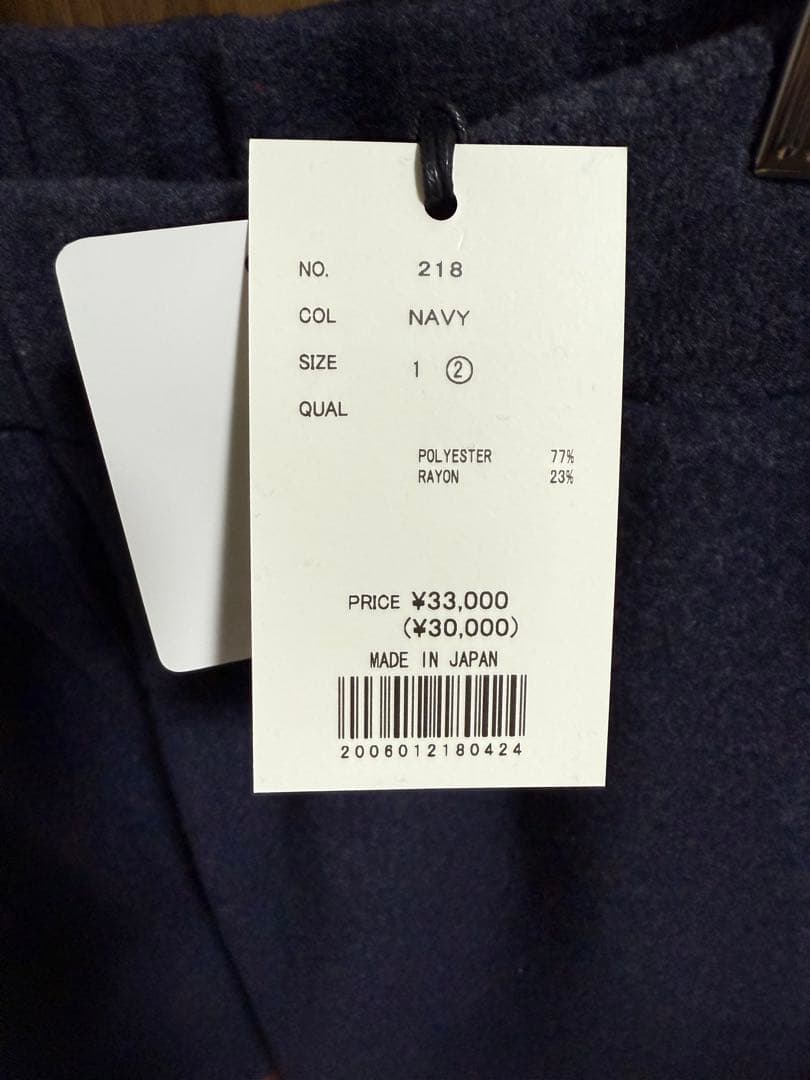 NO. 218
COL NAVY
SIZE 1 ②
QUAL
POLYESTER 77%
RAYON 23%
PRICE ¥33,000
(¥30,000)
MADE IN JAPAN
2006012180424